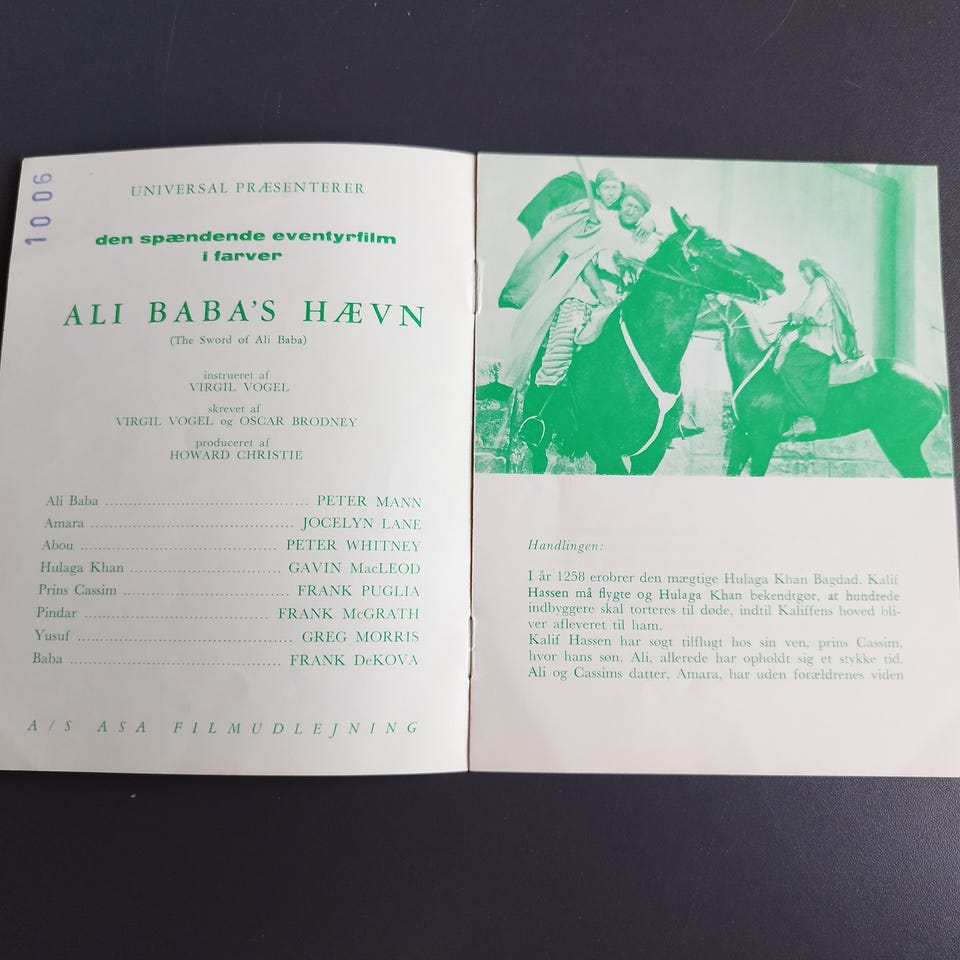 1006
UNIVERSAL PRÆSENTERER
den spændende eventyrfilm
i farver
ALI BABA'S HÆVN
(The Sword of Ali Baba)
instrueret af
VIRGIL VOGEL
skrevet af
VIRGIL VOGEL og OSCAR BRODNEY
produceret af
HOWARD CHRISTIE
Ali Baba ........................................ PETER MANN
Amara ........................................ JOCELYN LANE
Abou ........................................ PETER WHITNEY
Hulaga Khan ................................ GAVIN MacLEOD
Prins Cassim ................................ FRANK PUGLIA
Pindar ................................ FRANK McGRATH
Yusuf ........................................ GREG MORRIS
Baba ........................................ FRANK DeKOVA
A/S ASA FILMUDLEJNING
Handlingen:
I år 1258 erobrer den mægtige Hulaga Khan Bagdad. Kalif
Hassen må flygte og Hulaga Khan bekendtgør, at hundrede
indbyggere skal torteres til døde, indtil Kaliffens hoved bli-
ver afleveret til ham.
Kalif Hassen har søgt tilflugt hos sin ven, prins Cassim,
hvor hans søn, Ali, allerede har opholdt sig et stykke tid.
Ali og Cassims datter, Amara, har uden forældrenes viden